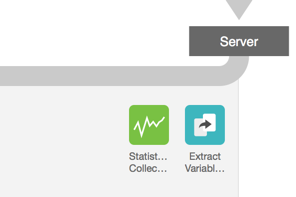 Server
Statist... Extract
Collec... Variabl...